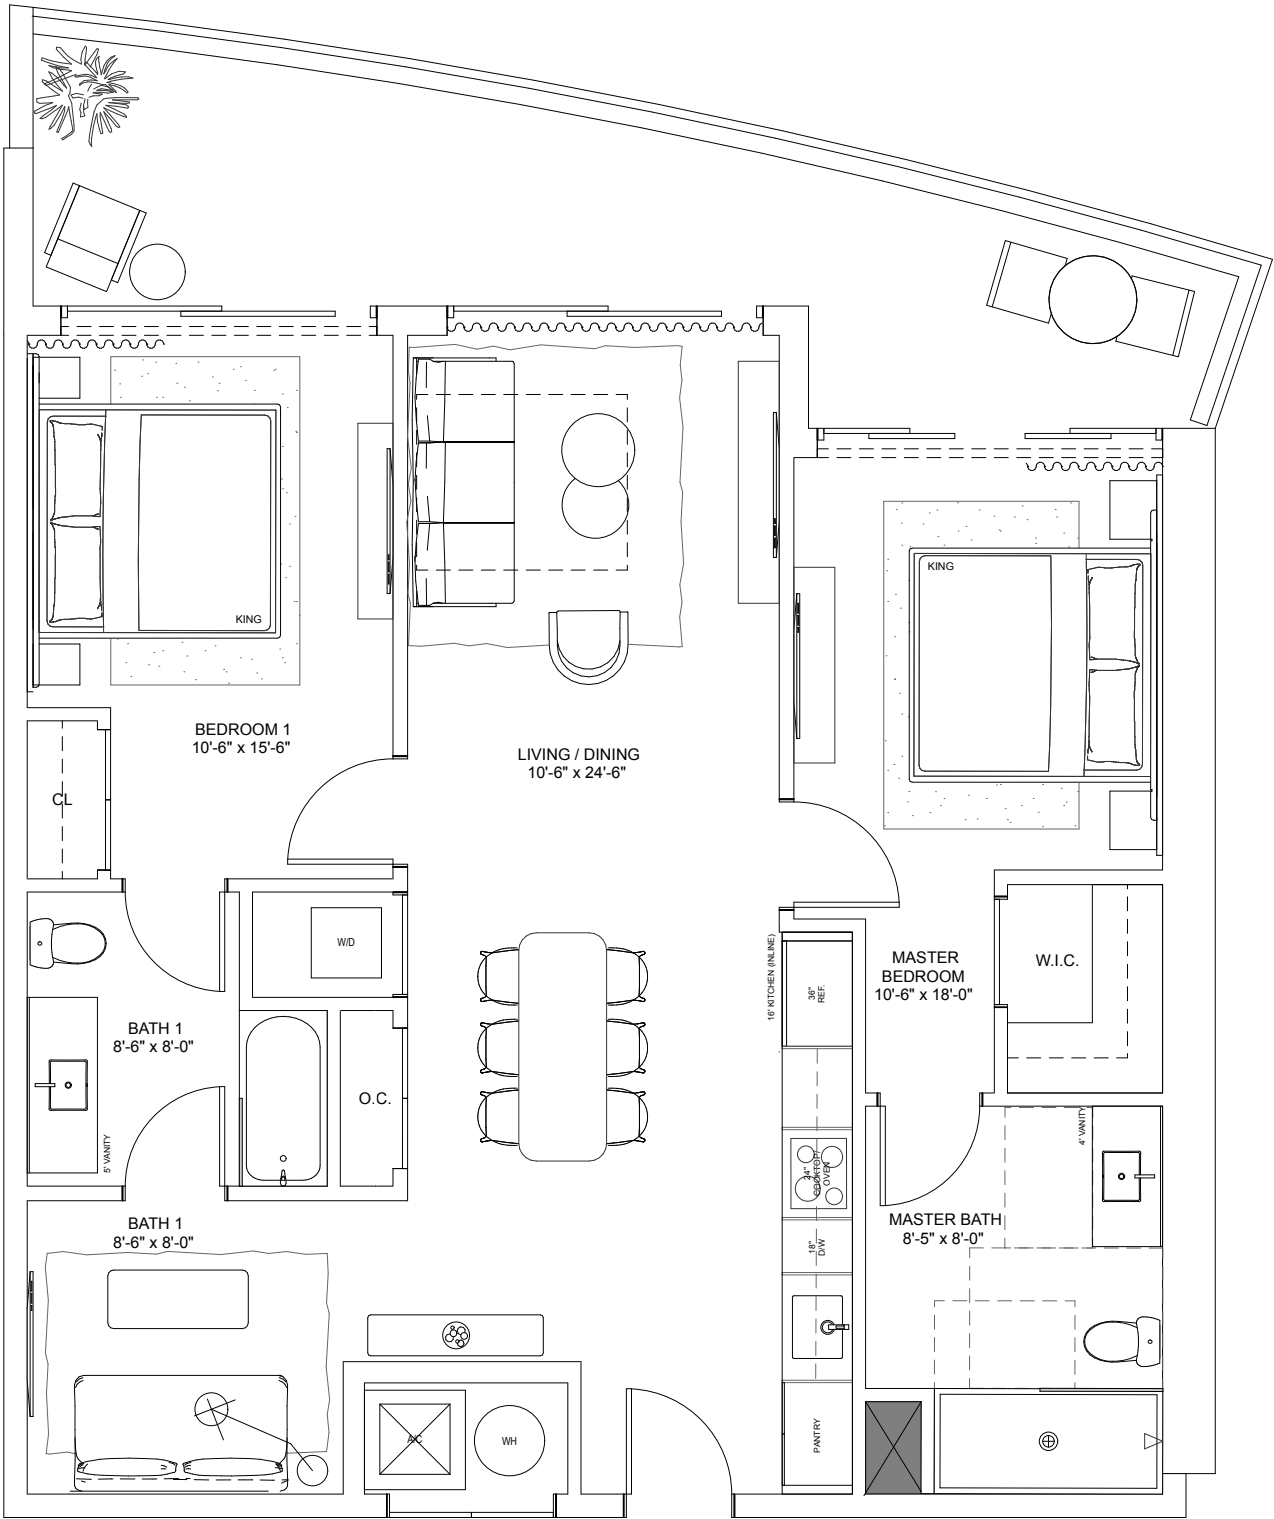 KING
KING
BEDROOM 1
10'-6" x 15'-6"
LIVING / DINING
10'-6" x 24'-6"
CL
W/D
16' KITCHEN (INLINE)
36"
REF.
MASTER
BEDROOM
10'-6" x 18'-0"
W.I.C.
BATH 1
8'-6" x 8'-0"
O.C.
5' VANITY
4' VANITY
24"
COOKTOP/
OVEN
BATH 1
8'-6" x 8'-0"
MASTER BATH
8'-5" x 8'-0"
18"
D/W
A/C
WH
PANTRY